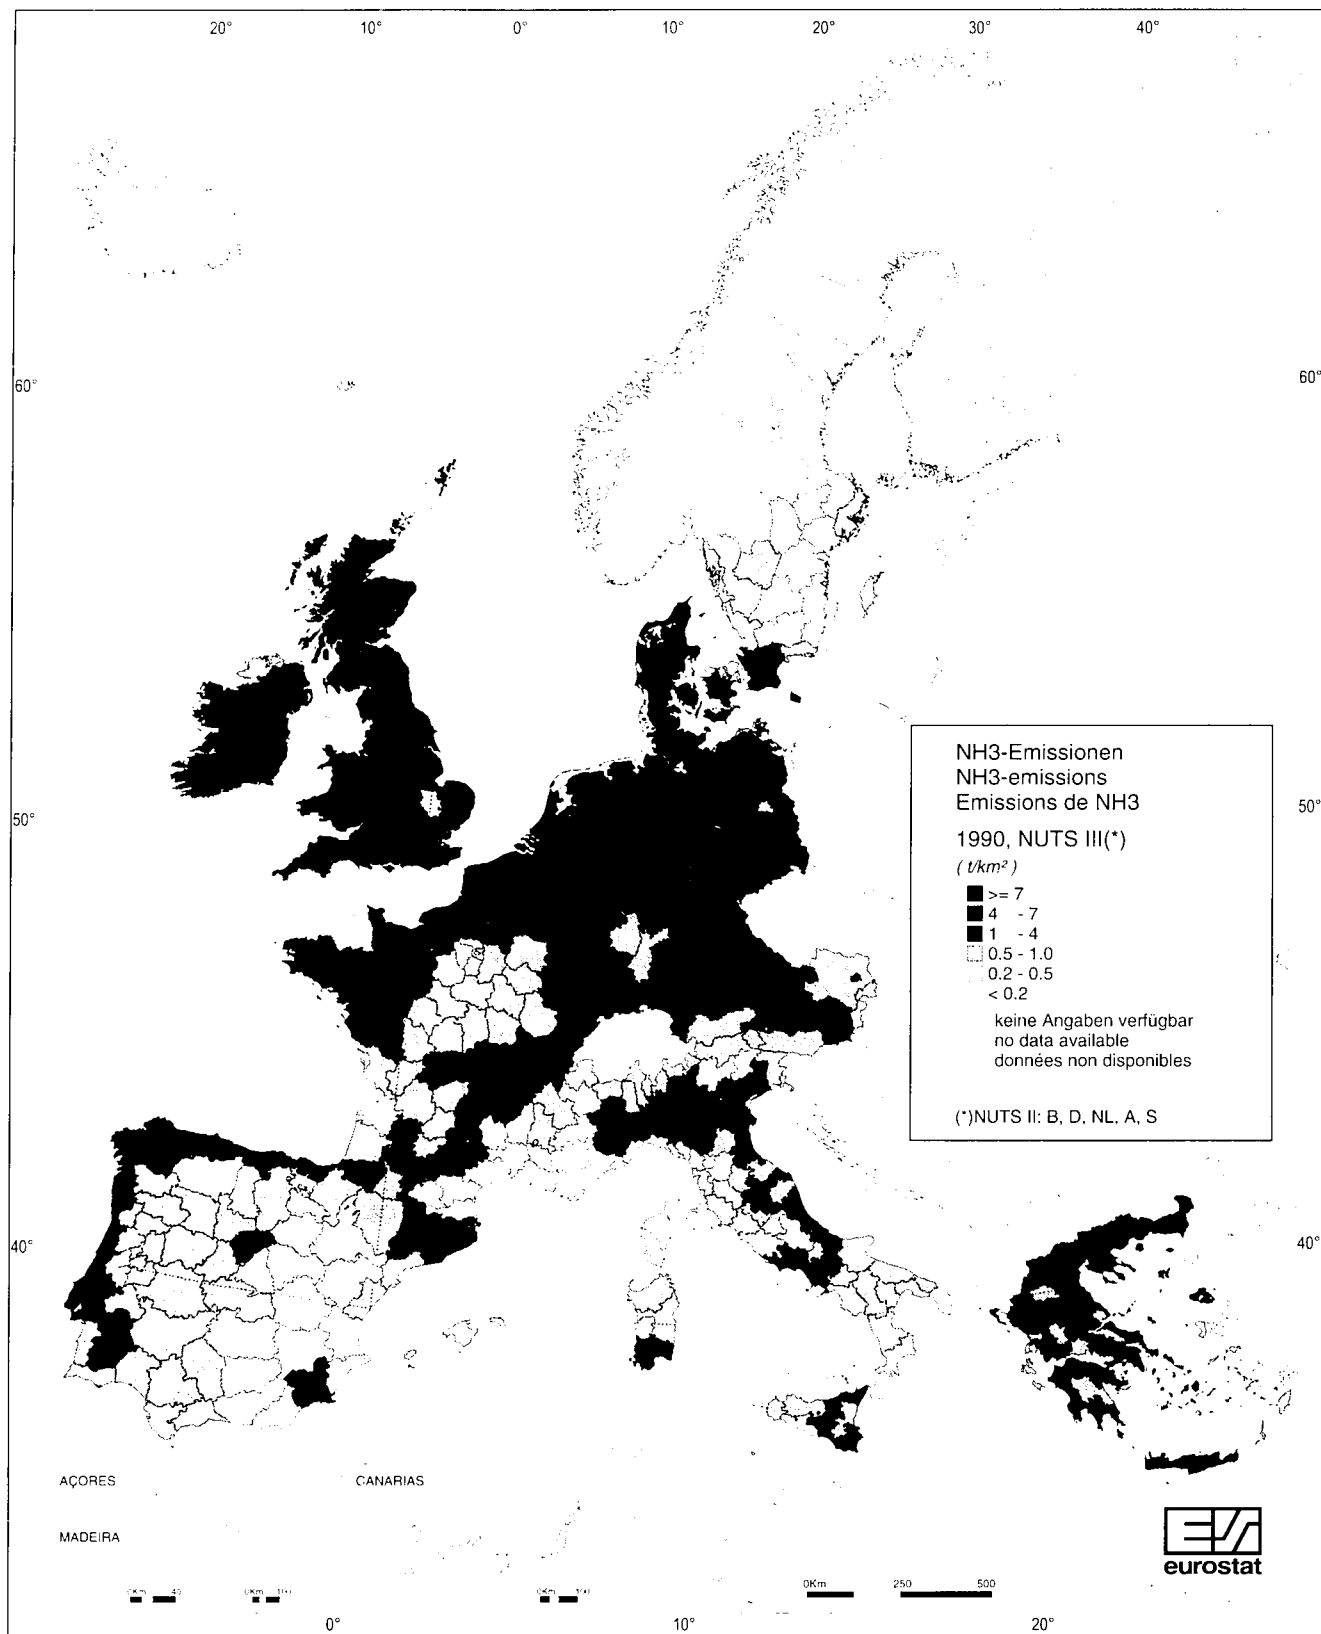 20° 10° 0° 10° 20° 30° 40°
60° 60°
NH3-Emissionen
NH3-emissions
Emissions de NH3
50° 50°
1990, NUTS III(*)
( t/km² )
>= 7
4 - 7
1 - 4
0.5 - 1.0
0.2 - 0.5
< 0.2
keine Angaben verfügbar
no data available
données non disponibles
(*)NUTS II: B, D, NL, A, S
40° 40°
AÇORES CANARIAS
MADEIRA
eurostat
0Km 250 500
0° 10° 20°